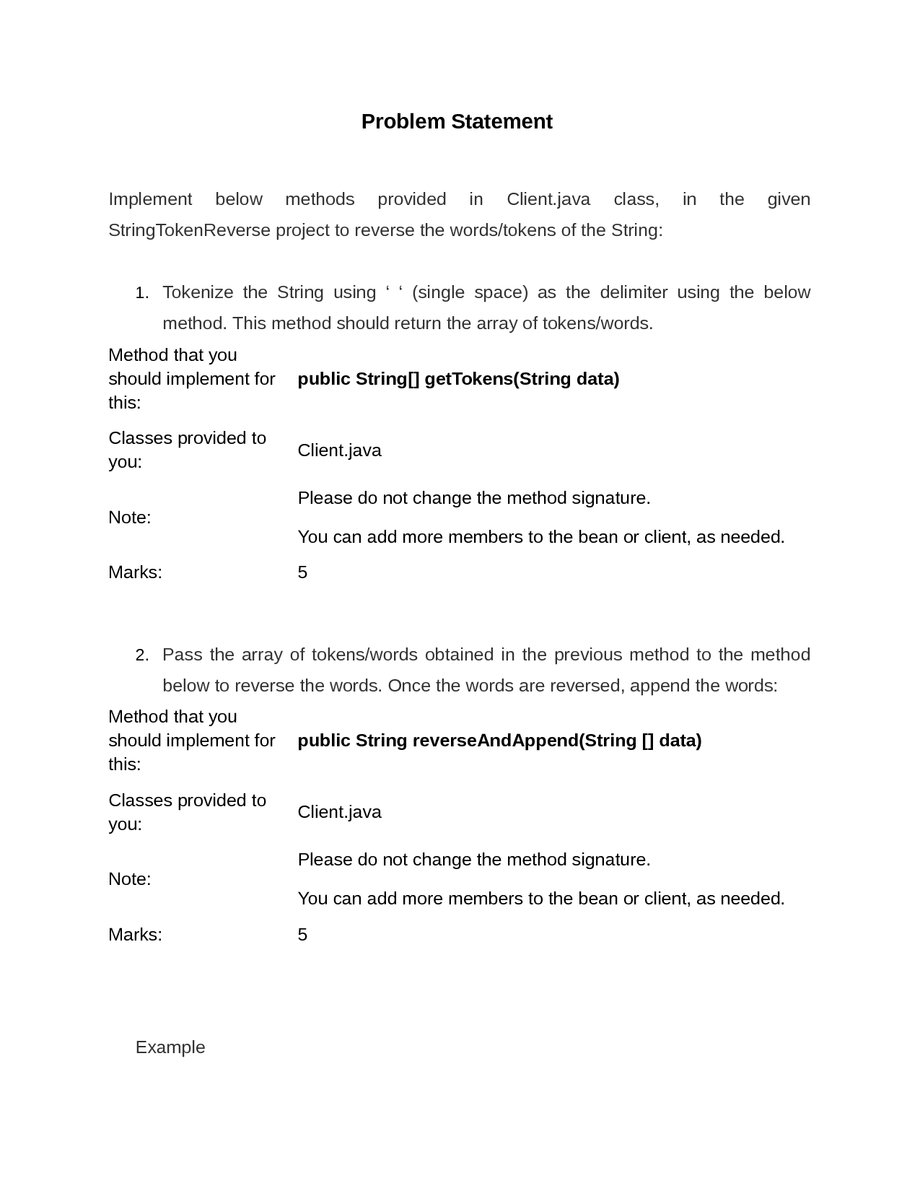 Problem Statement
Implement below methods provided in Client.java class, in the given
StringTokenReverse project to reverse the words/tokens of the String:
1. Tokenize the String using ‘ ‘ (single space) as the delimiter using the below
method. This method should return the array of tokens/words.
Method that you
should implement for
this:
public String[] getTokens(String data)
Classes provided to
you:
Client.java
Note:
Please do not change the method signature.
You can add more members to the bean or client, as needed.
Marks:
5
2. Pass the array of tokens/words obtained in the previous method to the method
below to reverse the words. Once the words are reversed, append the words:
Method that you
should implement for
this:
public String reverseAndAppend(String [] data)
Classes provided to
you:
Client.java
Note:
Please do not change the method signature.
You can add more members to the bean or client, as needed.
Marks:
5
Example